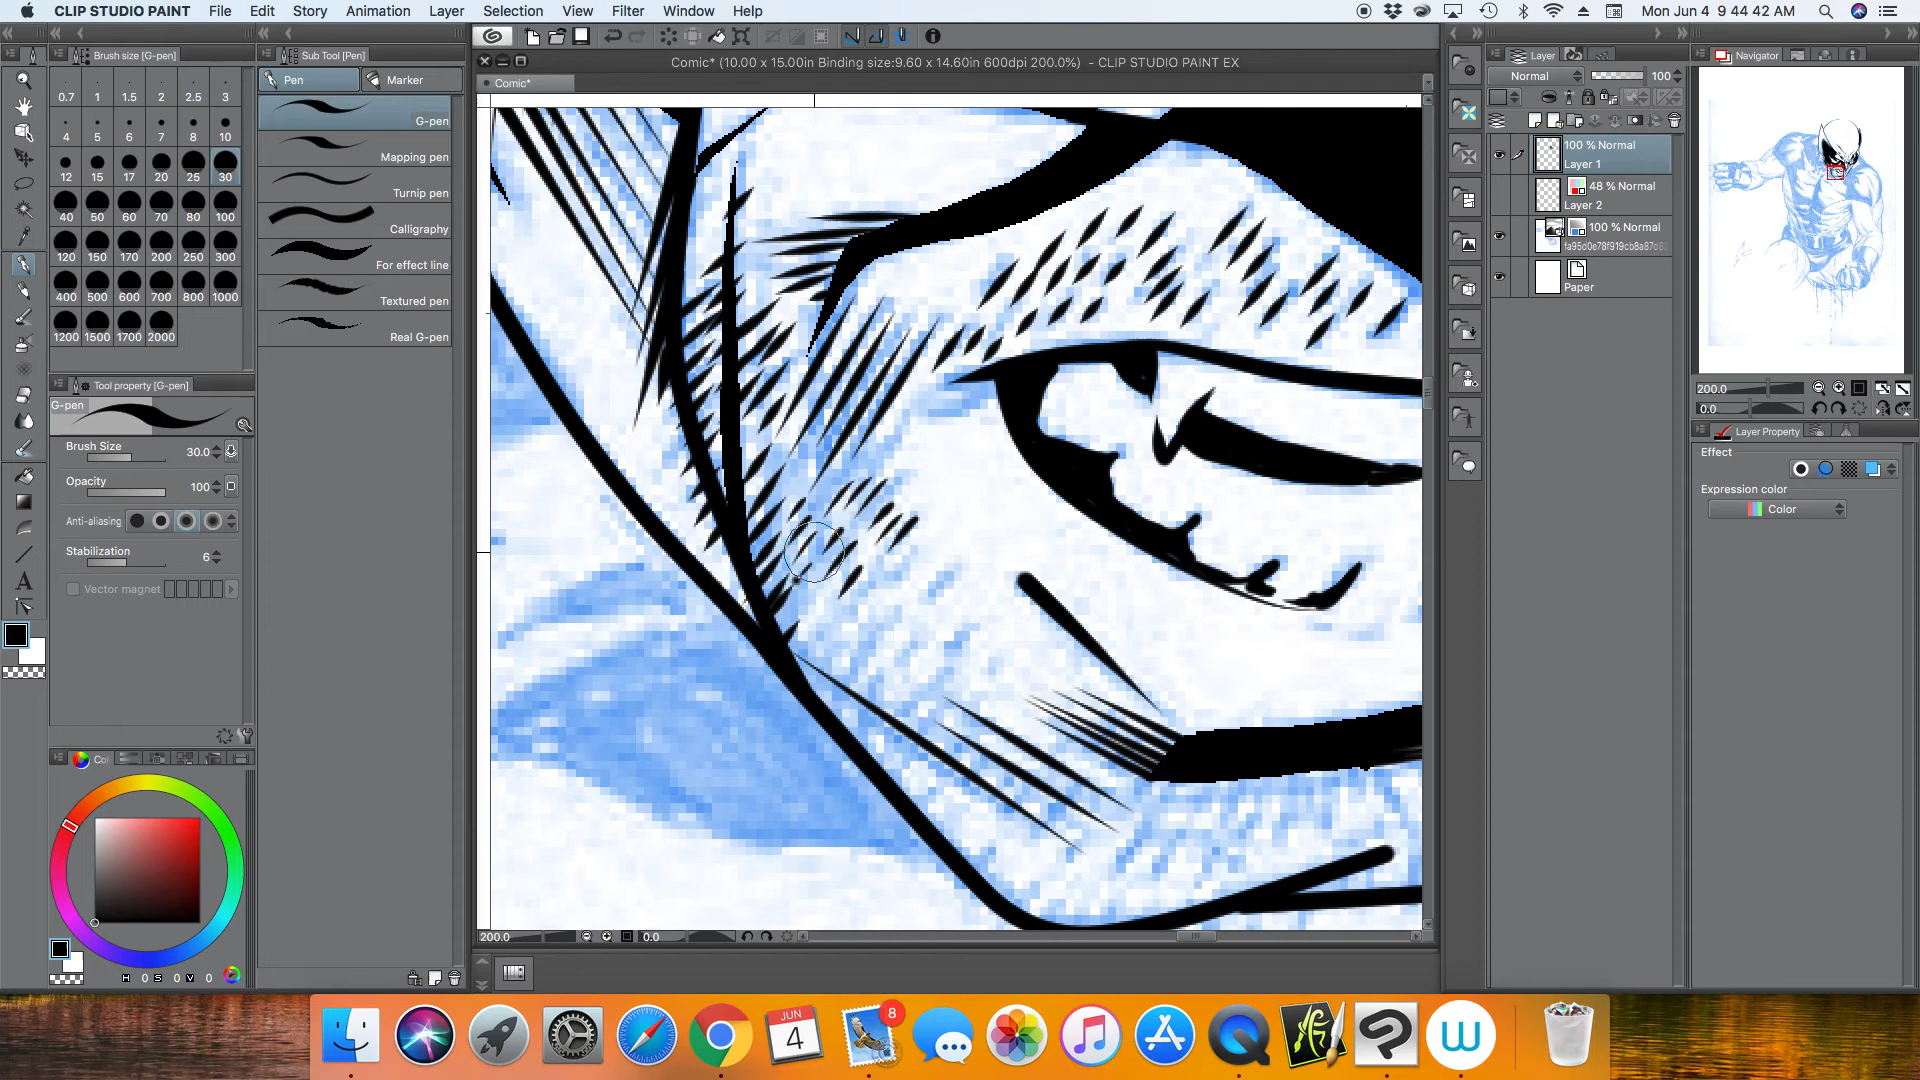 CLIP STUDIO PAINT File Edit Story Animation Layer Selection View Filter Window Help Mon Jun 4 9 44 42 AM
Brush size [G-pen]
Sub Tool [Pen]
Layer
Navigator
Comic* (10.00 x 15.00in Binding size:9.60 x 14.60in 600dpi 200.0%) - CLIP STUDIO PAINT EX
Comic*
Pen
Marker
0.7 1 1.5 2 2.5 3
4 5 6 7 8 10
12 15 17 20 25 30
40 50 60 70 80 100
120 150 170 200 250 300
400 500 600 700 800 1000
1200 1500 1700 2000
G-pen
Mapping pen
Turnip pen
Calligraphy
For effect line
Textured pen
Real G-pen
Tool property [G-pen]
G-pen
Brush Size 30.0
Opacity 100
Anti-aliasing
Stabilization 6
Vector magnet
Col
H 0 S 0 V 0
200.0 0.0
Normal 100
100 % Normal
Layer 1
48 % Normal
Layer 2
100 % Normal
Paper
200.0
0.0
Layer Property
Effect
Expression color
Color
JUN
4
8
W